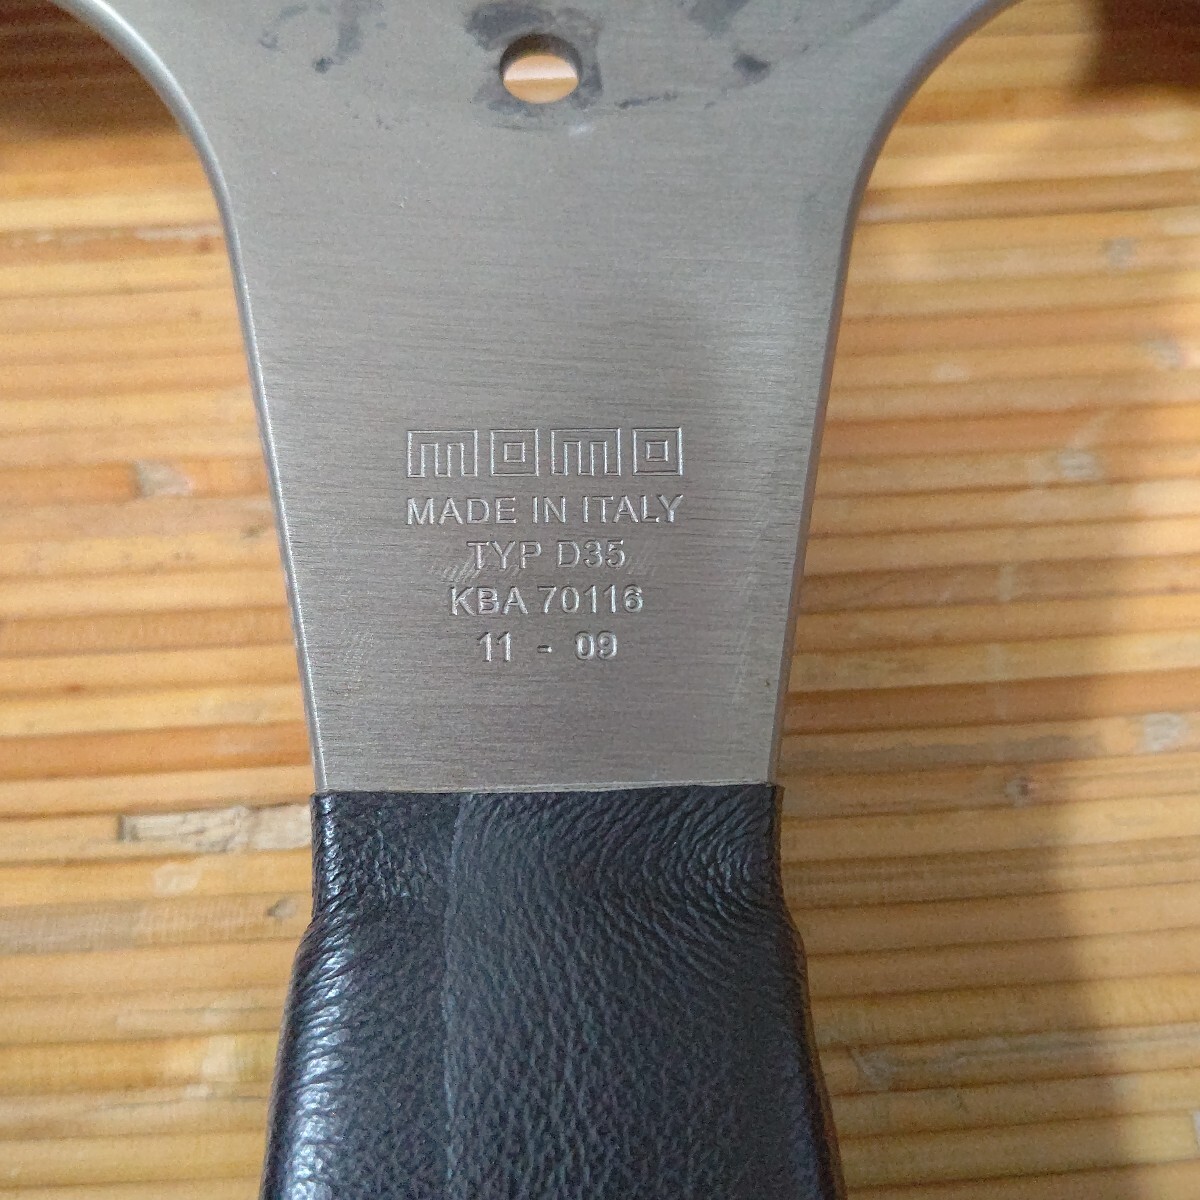 momo
MADE IN ITALY
TYP D35
KBA 70116
11 - 09